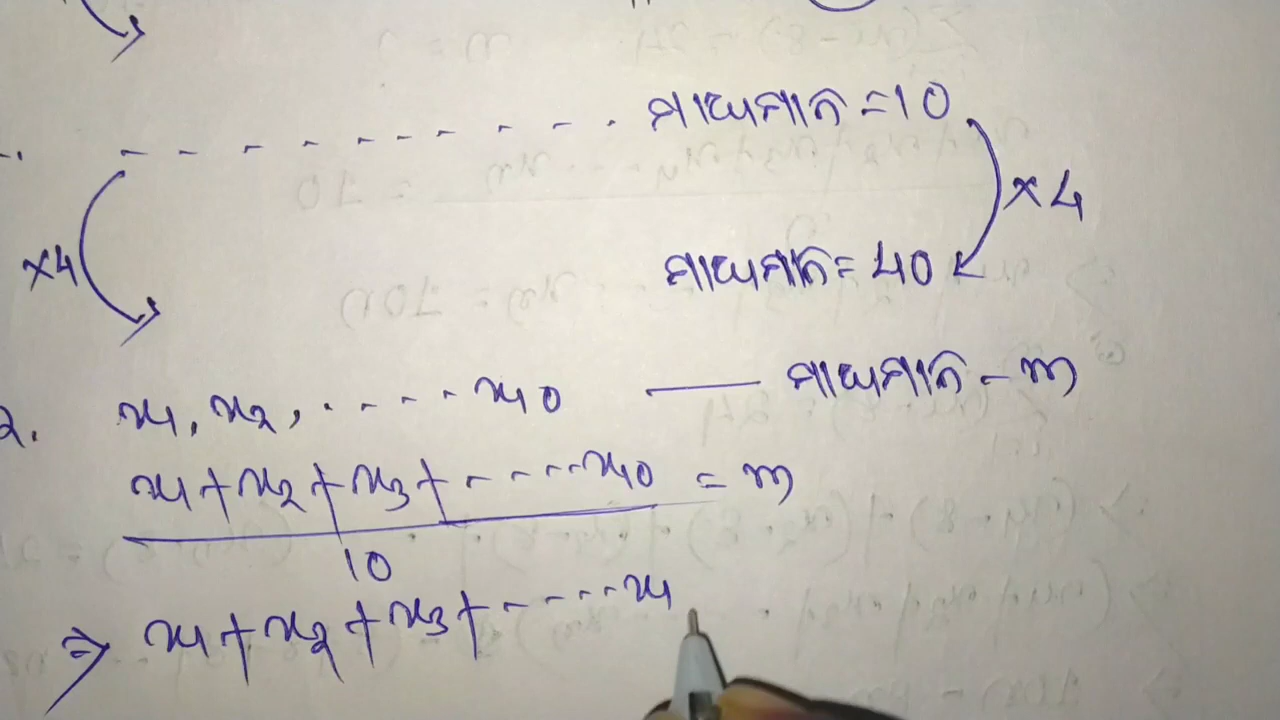 ... - - - - - - - - - ମାଧ୍ୟମାନ = 10
×4 ×4
ମାଧ୍ୟମାନ = 40
2. x₁, x₂, ..... x₁₀ — ମାଧ୍ୟମାନ - m
x₁ + x₂ + x₃ + ..... x₁₀ = m
10
⇒ x₁ + x₂ + x₃ + ..... x₁